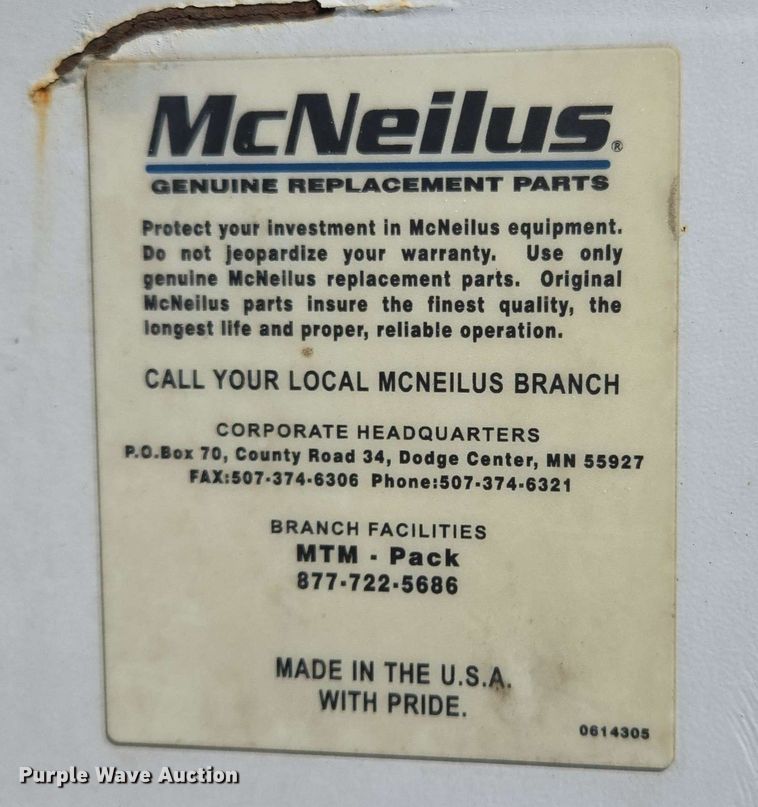 McNeilus®
GENUINE REPLACEMENT PARTS
Protect your investment in McNeilus equipment.
Do not jeopardize your warranty. Use only
genuine McNeilus replacement parts. Original
McNeilus parts insure the finest quality, the
longest life and proper, reliable operation.
CALL YOUR LOCAL MCNEILUS BRANCH
CORPORATE HEADQUARTERS
P.O.Box 70, County Road 34, Dodge Center, MN 55927
FAX:507-374-6306 Phone:507-374-6321
BRANCH FACILITIES
MTM - Pack
877-722-5686
MADE IN THE U.S.A.
WITH PRIDE.
0614305
Purple Wave Auction